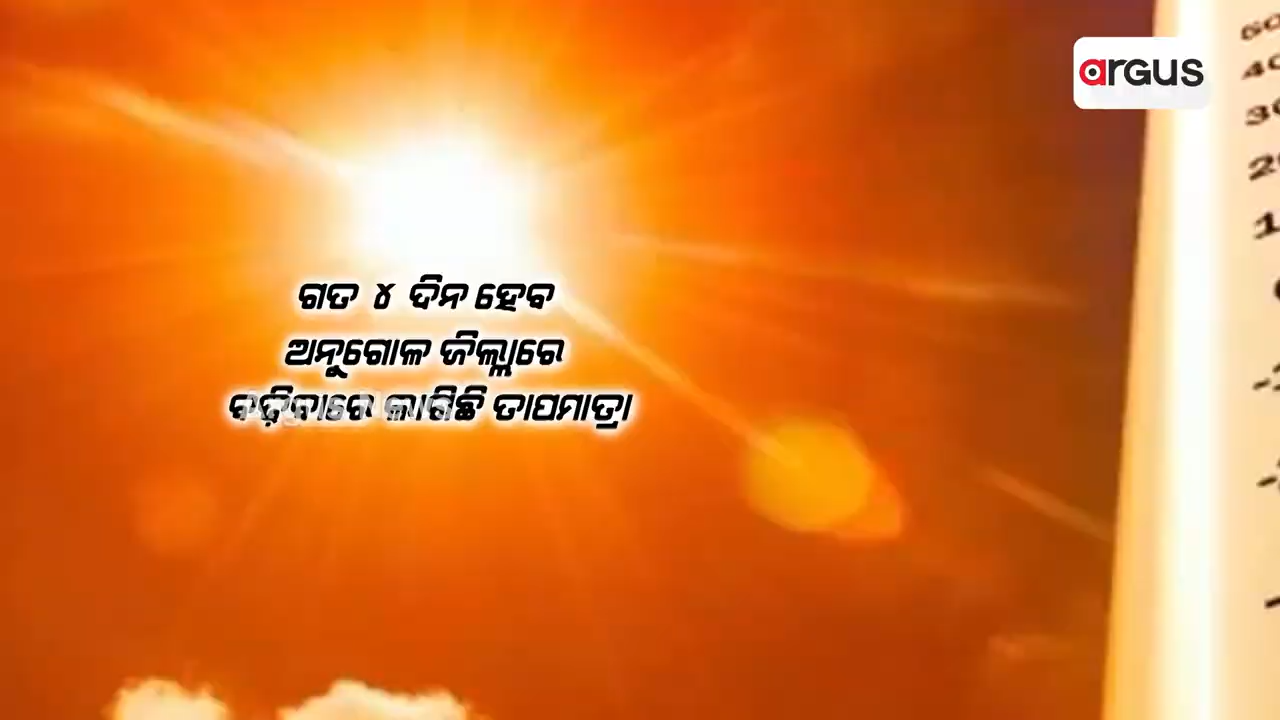 argus
ଗତ ୪ ଦିନ ହେବ
ଅନୁଗୋଳ ଜିଲ୍ଲାରେ
ବଢ଼ିବାରେ ଲାଗିଛି ତାପମାତ୍ରା